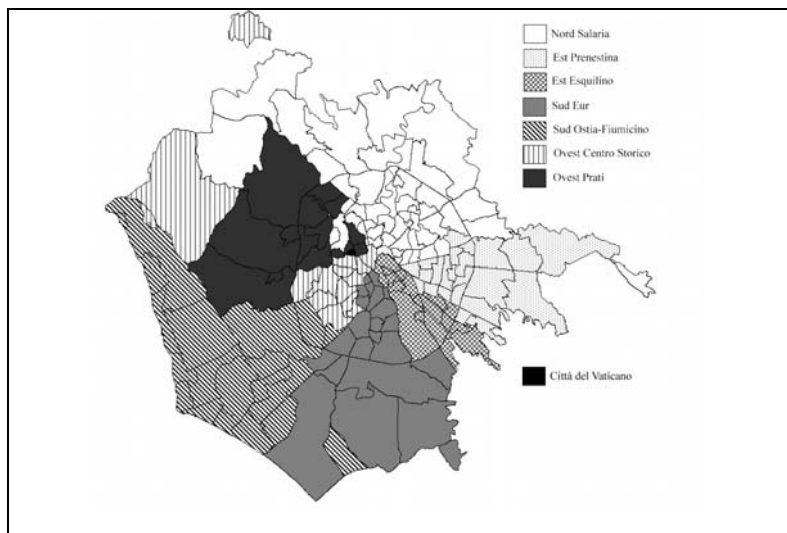 Nord Salaria
Est Prenestina
Est Esquilino
Sud Eur
Sud Ostia-Fiumicino
Ovest Centro Storico
Ovest Prati
Città del Vaticano